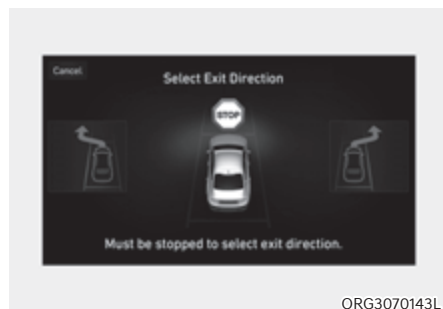 Cancel
Select Exit Direction
STOP
Must be stopped to select exit direction.
ORG3070143L